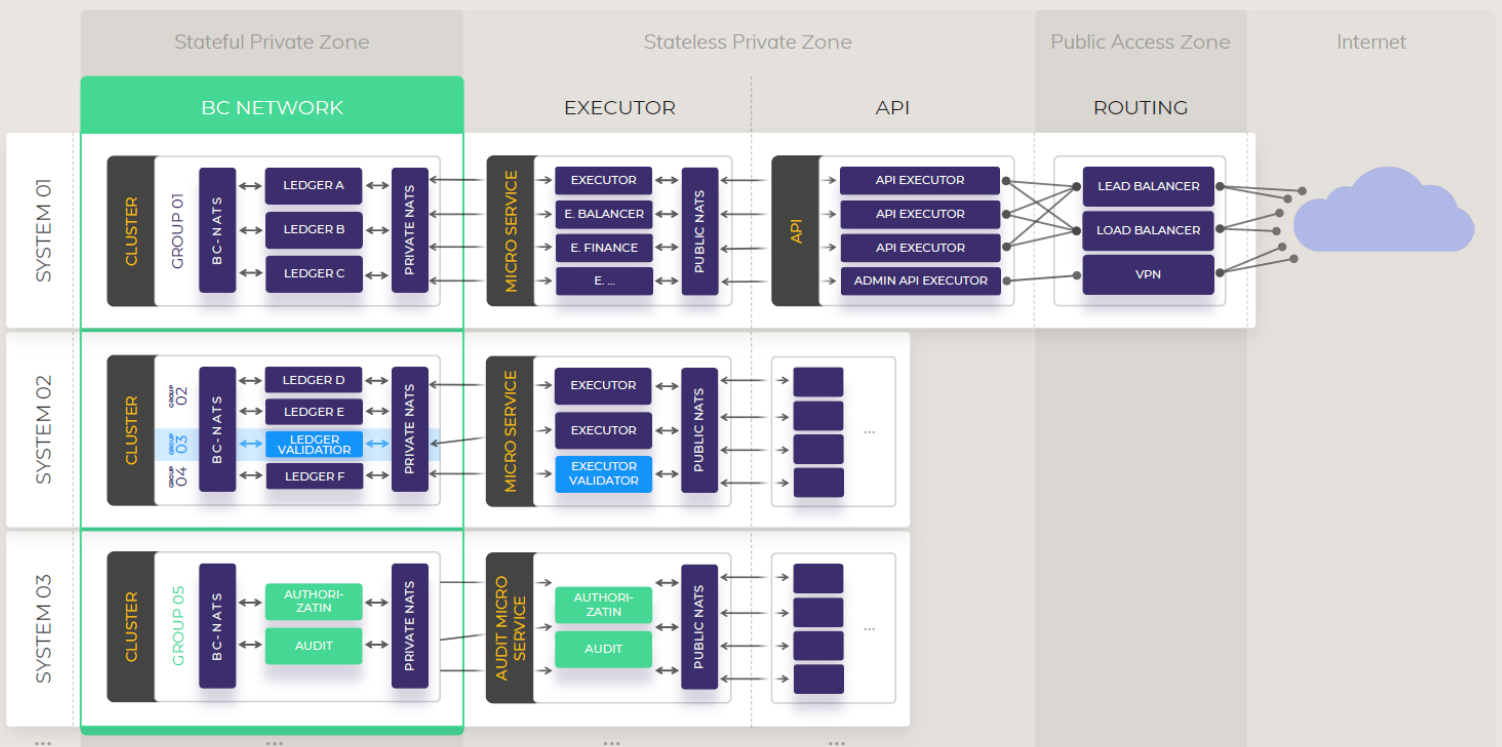 Stateful Private Zone
Stateless Private Zone
Public Access Zone
Internet
BC NETWORK
EXECUTOR
API
ROUTING
SYSTEM 01
CLUSTER
GROUP 01
BC-NATS
LEDGER A
LEDGER B
LEDGER C
PRIVATE NATS
MICRO SERVICE
EXECUTOR
E. BALANCER
E. FINANCE
E. ...
PUBLIC NATS
API
API EXECUTOR
API EXECUTOR
API EXECUTOR
ADMIN API EXECUTOR
LEAD BALANCER
LOAD BALANCER
VPN
SYSTEM 02
CLUSTER
GROUP
02
GROUP
03
GROUP
04
BC-NATS
LEDGER D
LEDGER E
LEDGER
VALIDATIOR
LEDGER F
PRIVATE NATS
MICRO SERVICE
EXECUTOR
EXECUTOR
EXECUTOR
VALIDATOR
PUBLIC NATS
...
SYSTEM 03
CLUSTER
GROUP 05
BC-NATS
AUTHORI-
ZATIN
AUDIT
PRIVATE NATS
AUDIT MICRO
SERVICE
AUTHORI-
ZATIN
AUDIT
PUBLIC NATS
...
...
...
...
...